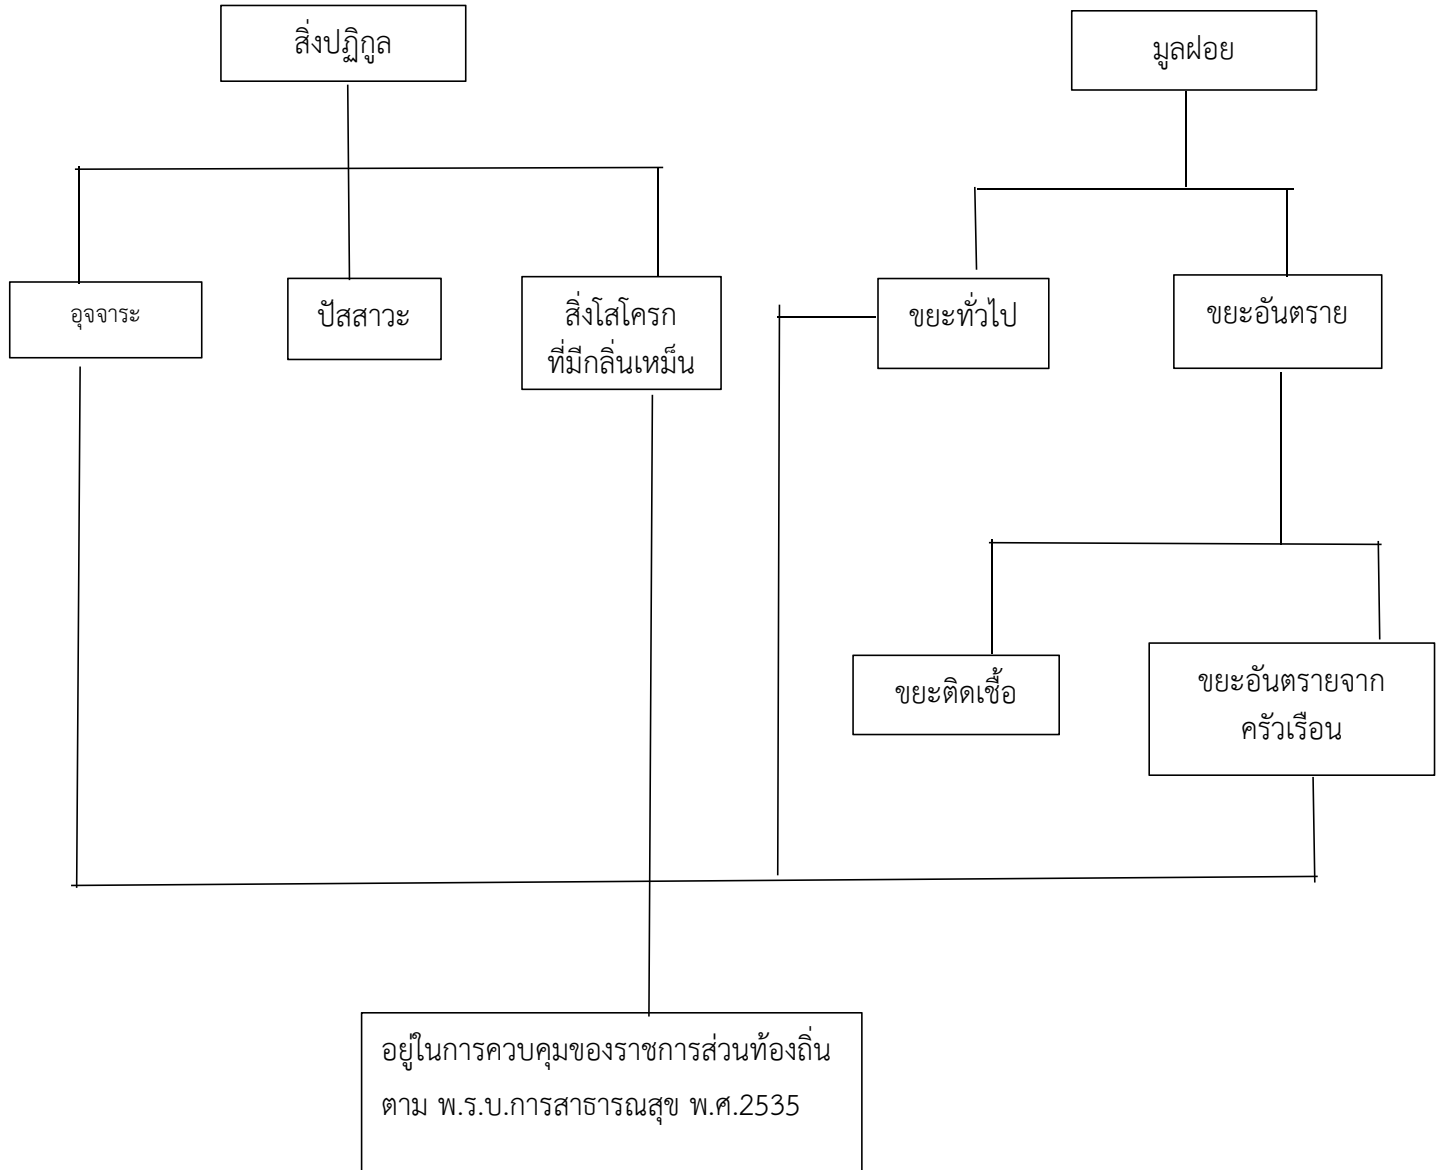 สิ่งปฏิกูล
มูลฝอย
อุจจาระ
ปัสสาวะ
สิ่งโสโครก
ที่มีกลิ่นเหม็น
ขยะทั่วไป
ขยะอันตราย
ขยะติดเชื้อ
ขยะอันตรายจาก
ครัวเรือน
อยู่ในการควบคุมของราชการส่วนท้องถิ่น
ตาม พ.ร.บ.การสาธารณสุข พ.ศ.2535